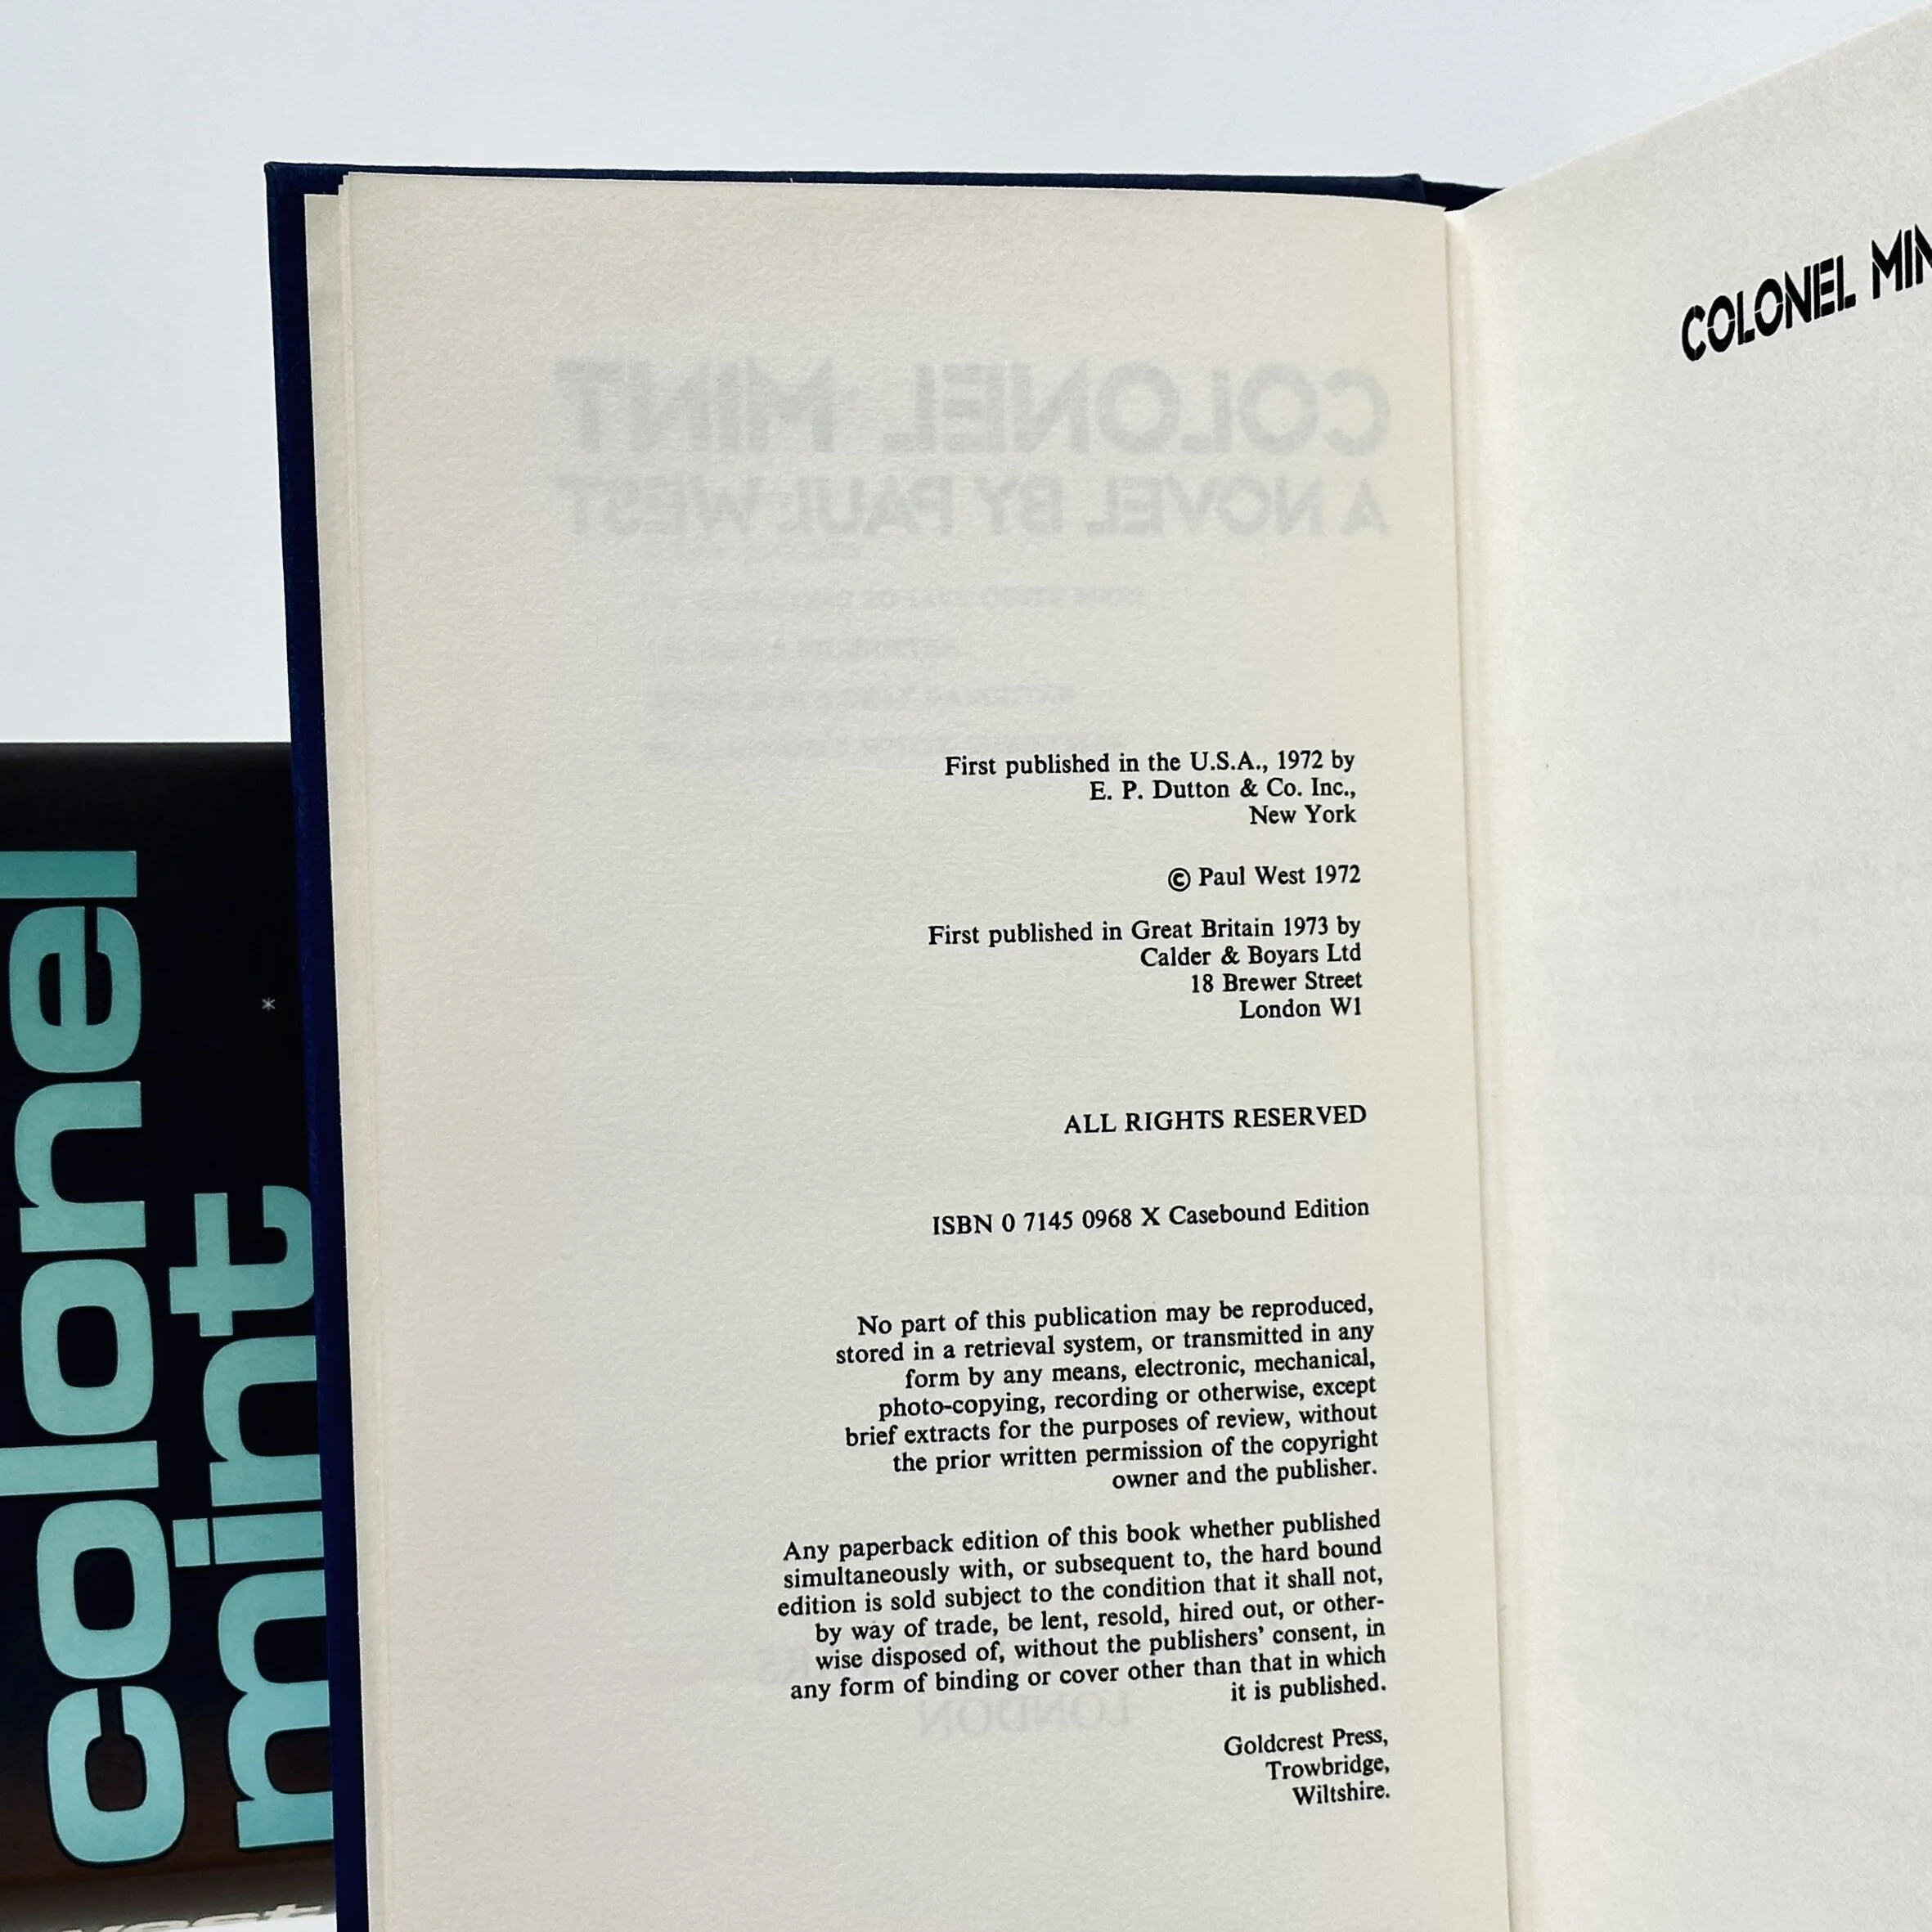 colonel
mint
*
COLONEL MINT
A NOVEL BY PAUL WEST
First published in the U.S.A., 1972 by
E. P. Dutton & Co. Inc.,
New York
© Paul West 1972
First published in Great Britain 1973 by
Calder & Boyars Ltd
18 Brewer Street
London W1
ALL RIGHTS RESERVED
ISBN 0 7145 0968 X Casebound Edition
No part of this publication may be reproduced,
stored in a retrieval system, or transmitted in any
form by any means, electronic, mechanical,
photo-copying, recording or otherwise, except
brief extracts for the purposes of review, without
the prior written permission of the copyright
owner and the publisher.
Any paperback edition of this book whether published
simultaneously with, or subsequent to, the hard bound
edition is sold subject to the condition that it shall not,
by way of trade, be lent, resold, hired out, or other-
wise disposed of, without the publishers' consent, in
any form of binding or cover other than that in which
it is published.
LONDON
Goldcrest Press,
Trowbridge,
Wiltshire.
COLONEL MIN